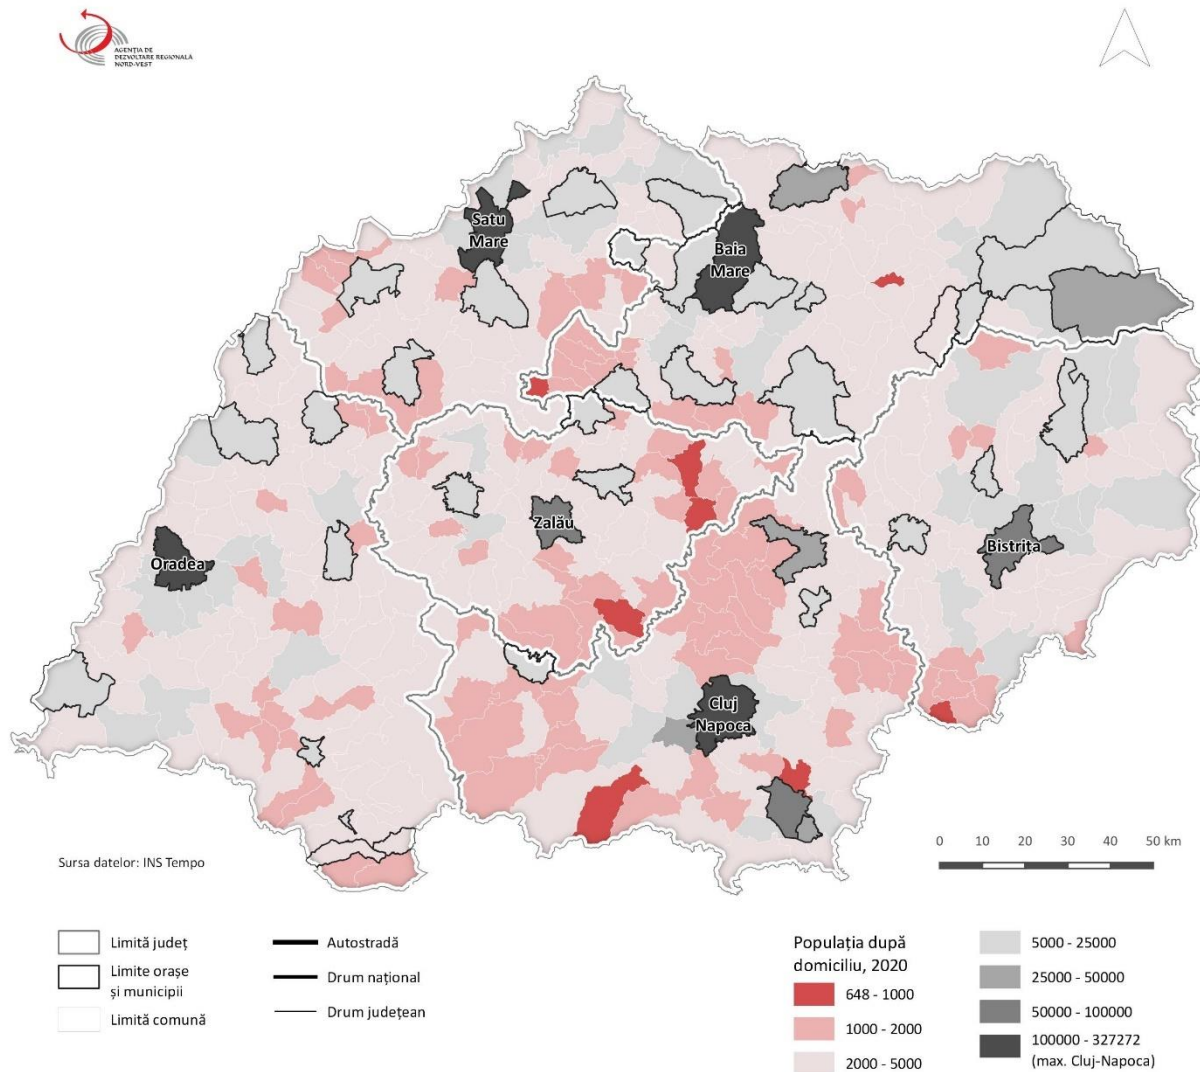 AGENȚIA DE
DEZVOLTARE REGIONALĂ
NORD-VEST
Satu
Mare
Baia
Mare
Zalău
Oradea
Bistrița
Cluj
Napoca
Sursa datelor: INS Tempo
0 10 20 30 40 50 km
Limită județ
Limite orașe
și municipii
Limită comună
Autostradă
Drum național
Drum județean
Populația după
domiciliu, 2020
648 - 1000
1000 - 2000
2000 - 5000
5000 - 25000
25000 - 50000
50000 - 100000
100000 - 327272
(max. Cluj-Napoca)